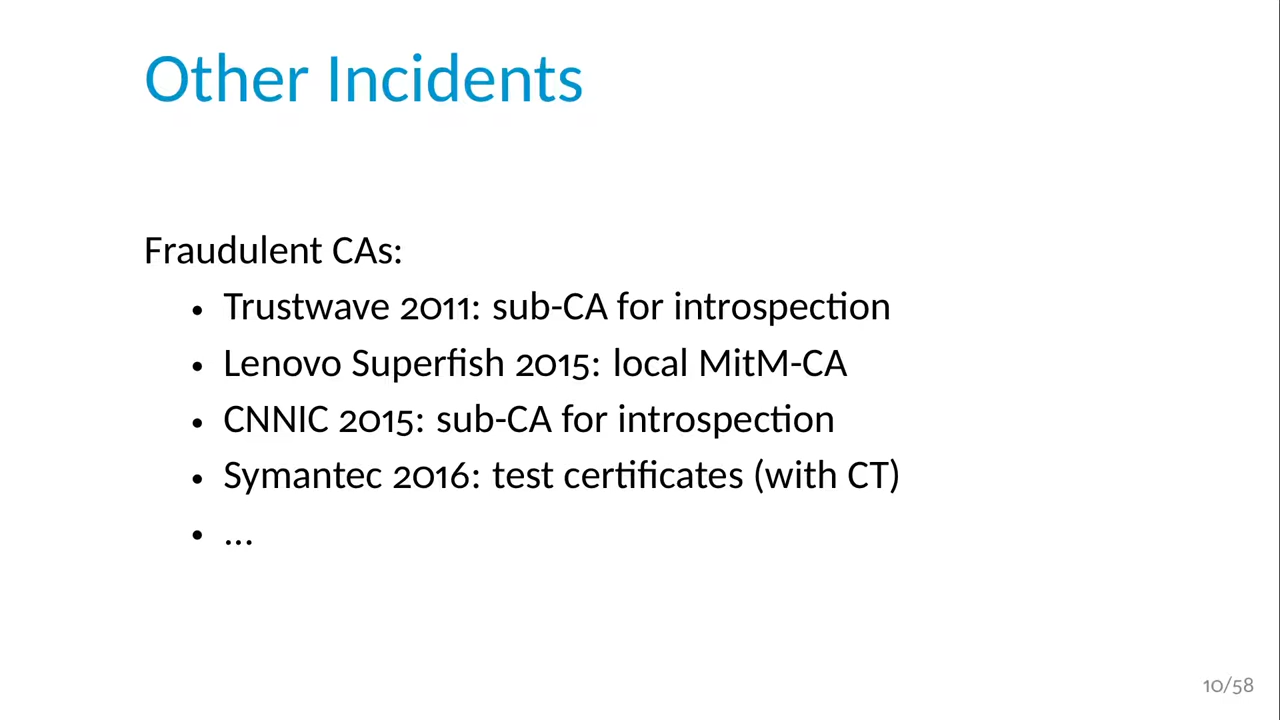 Other Incidents
Fraudulent CAs:
• Trustwave 2011: sub-CA for introspection
• Lenovo Superfish 2015: local MitM-CA
• CNNIC 2015: sub-CA for introspection
• Symantec 2016: test certificates (with CT)
• ...
10/58